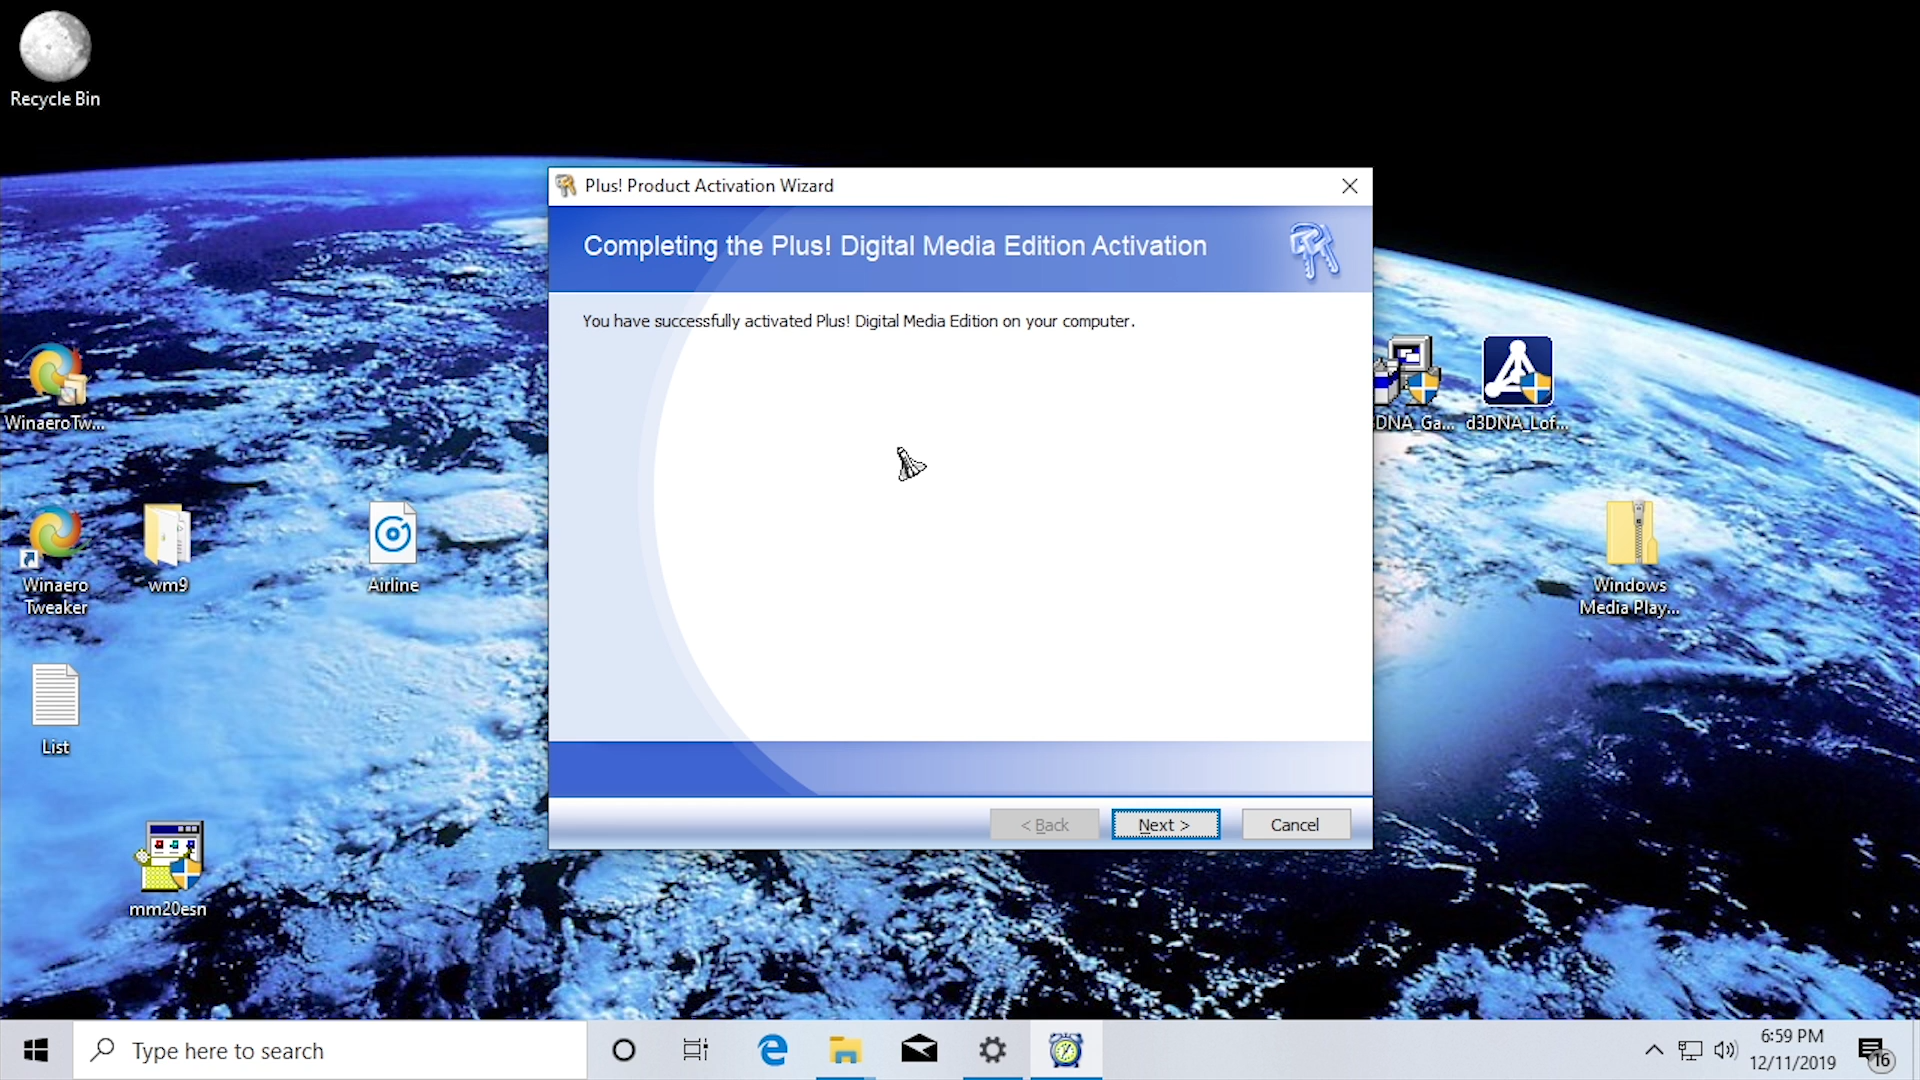 Recycle Bin
Plus! Product Activation Wizard
Completing the Plus! Digital Media Edition Activation
You have successfully activated Plus! Digital Media Edition on your computer.
WinaeroTw...
DNA_Ga...
d3DNA_Lof...
Winaero
Tweaker
wm9
Airline
Windows
Media Play...
List
mm20esn
< Back
Next >
Cancel
Type here to search
6:59 PM
12/11/2019
16